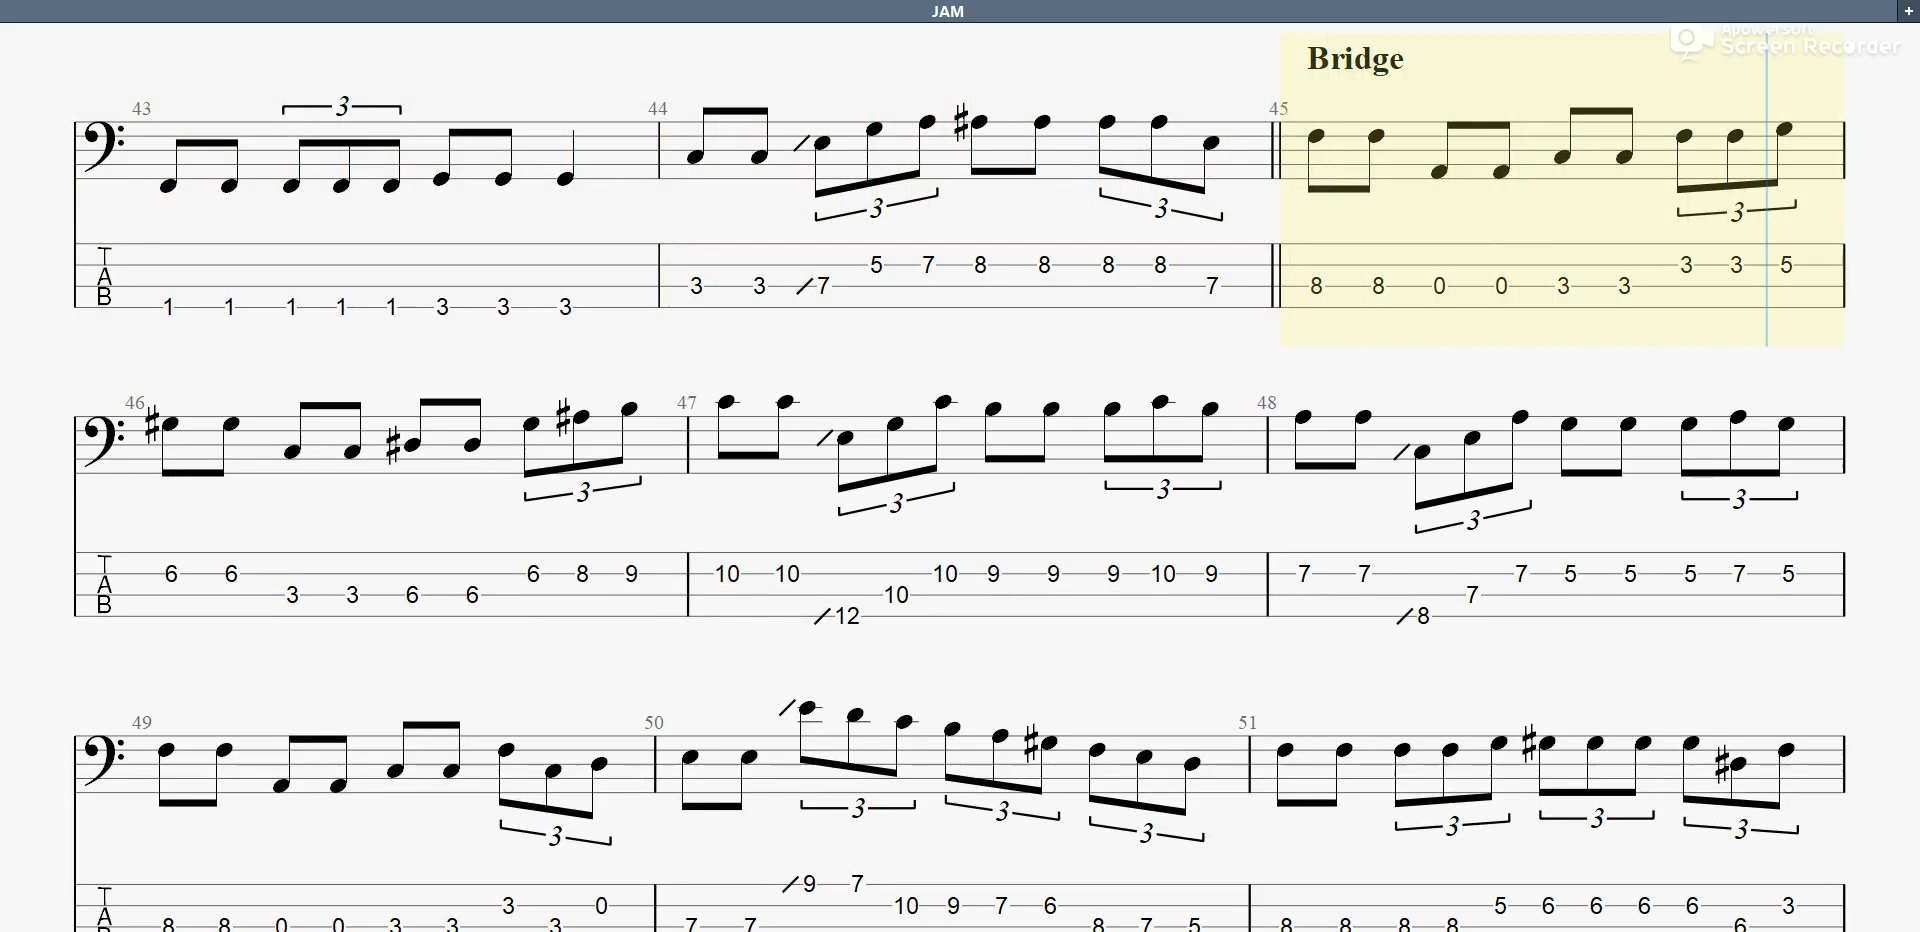 JAM +
Apowersoft
Screen Recorder
Bridge
43 3 44 45
3 3 3
T A B
1 1 1 1 1 3 3 3 3 3 7 5 7 8 8 8 8 7 8 8 0 0 3 3 3 3 5
46 47 48
3 3 3 3 3
T A B
6 6 3 3 6 6 6 8 9 10 10 12 10 10 9 9 9 10 9 7 7 8 7 7 5 5 5 7 5
49 50 51
3 3 3 3 3 3 3
T A
8 8 0 0 3 3 3 3 0 7 7 9 7 10 9 7 6 8 7 5 8 8 8 8 5 6 6 6 6 6 3